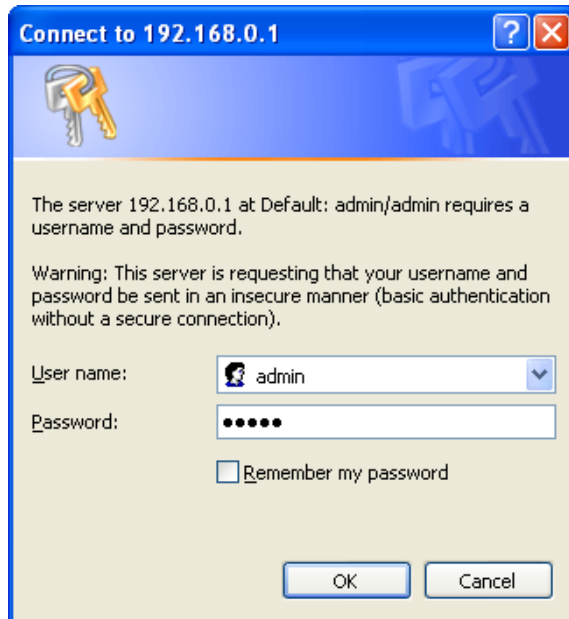 Connect to 192.168.0.1
The server 192.168.0.1 at Default: admin/admin requires a
username and password.
Warning: This server is requesting that your username and
password be sent in an insecure manner (basic authentication
without a secure connection).
User name:
admin
Password:
•••••
Remember my password
OK
Cancel